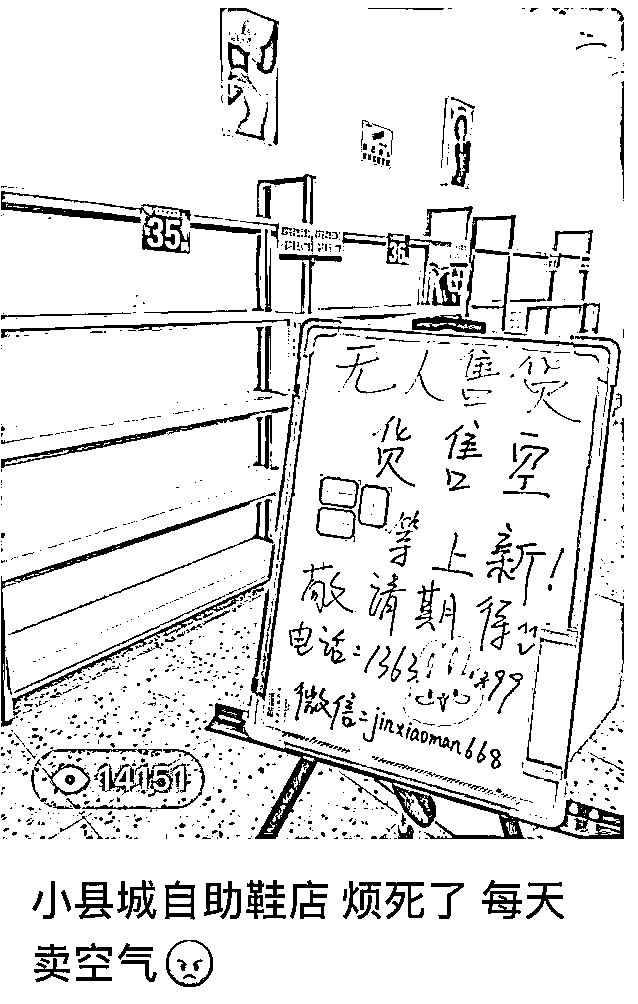 35
36
无人售货
货售空
等上新!
敬请期待
电话:1363
99
微信:jinxiaoman668
14151
小县城自助鞋店 烦死了 每天
卖空气😠